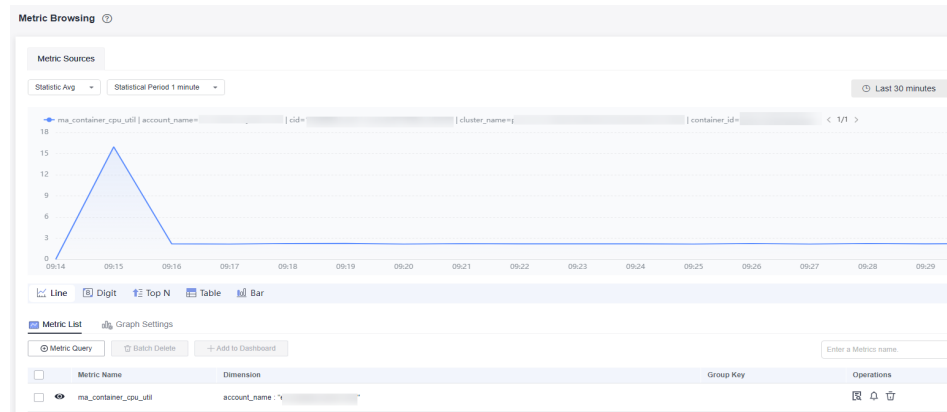 Metric Browsing
Metric Sources
Statistic Avg Statistical Period 1 minute Last 30 minutes
ma_container_cpu_util | account_name= | cid= | cluster_name= | container_id= 1/1
18
15
12
9
6
3
0
09:14 09:15 09:16 09:17 09:18 09:19 09:20 09:21 09:22 09:23 09:24 09:25 09:26 09:27 09:28 09:29
Line Digit Top N Table Bar
Metric List Graph Settings
Metric Query Batch Delete Add to Dashboard Enter a Metrics name.
Metric Name Dimension Group Key Operations
ma_container_cpu_util account_name : "